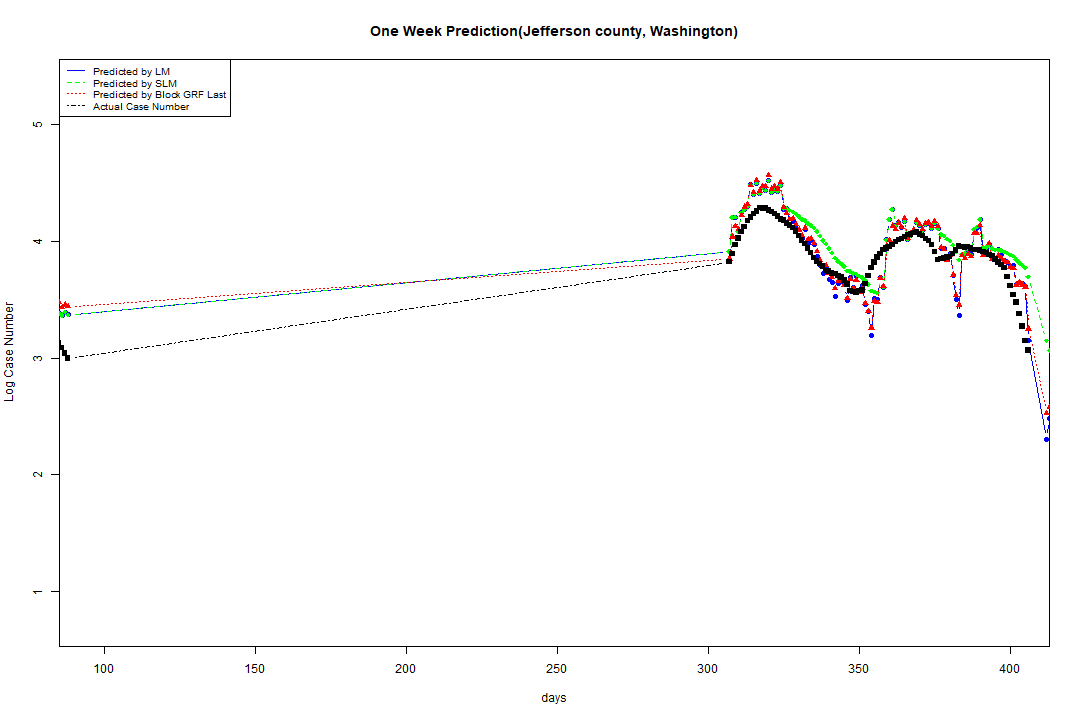 One Week Prediction(Jefferson county, Washington)
Predicted by LM
Predicted by SLM
Predicted by Block GRF Last
Actual Case Number
5
4
3
2
1
Log Case Number
100 150 200 250 300 350 400
days